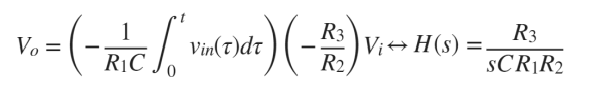 V_o = \left(-\frac{1}{R_1 C}\int_0^t v_{in}(\tau)d\tau\right)\left(-\frac{R_3}{R_2}\right)V_i \leftrightarrow H(s) = \frac{R_3}{sCR_1R_2}